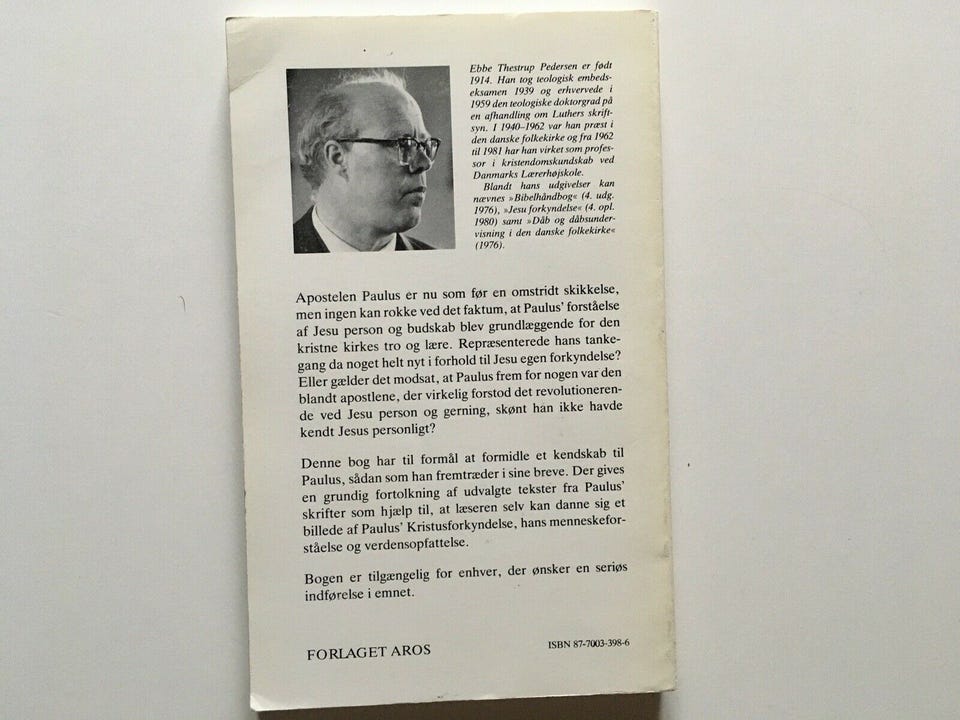 Ebbe Thestrup Pedersen er født
1914. Han tog teologisk embeds-
eksamen 1939 og erhvervede i
1959 den teologiske doktorgrad på
en afhandling om Luthers skrift-
syn. I 1940–1962 var han præst i
den danske folkekirke og fra 1962
til 1981 har han virket som profes-
sor i kristendomskundskab ved
Danmarks Lærerhøjskole.
Blandt hans udgivelser kan
nævnes »Bibelhåndbog« (4. udg.
1976), »Jesu forkyndelse« (4. opl.
1980) samt »Dåb og dåbsunder-
visning i den danske folkekirke«
(1976).
Apostelen Paulus er nu som før en omstridt skikkelse,
men ingen kan rokke ved det faktum, at Paulus' forståelse
af Jesu person og budskab blev grundlæggende for den
kristne kirkes tro og lære. Repræsenterede hans tanke-
gang da noget helt nyt i forhold til Jesu egen forkyndelse?
Eller gælder det modsat, at Paulus frem for nogen var den
blandt apostlene, der virkelig forstod det revolutioneren-
de ved Jesu person og gerning, skønt han ikke havde
kendt Jesus personligt?
Denne bog har til formål at formidle et kendskab til
Paulus, sådan som han fremtræder i sine breve. Der gives
en grundig fortolkning af udvalgte tekster fra Paulus'
skrifter som hjælp til, at læseren selv kan danne sig et
billede af Paulus' Kristusforkyndelse, hans menneskefor-
ståelse og verdensopfattelse.
Bogen er tilgængelig for enhver, der ønsker en seriøs
indførelse i emnet.
FORLAGET AROS
ISBN 87-7003-398-6